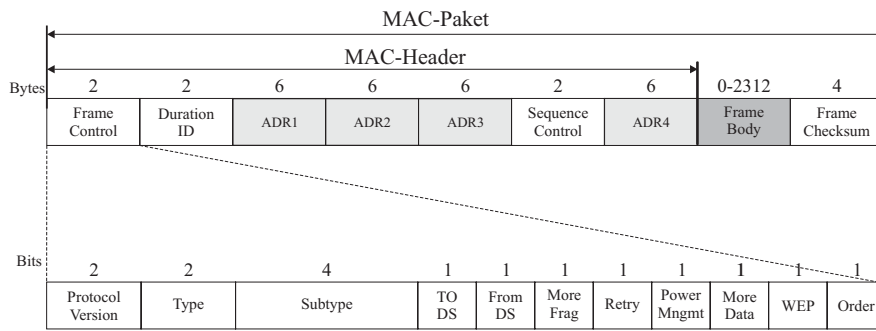 MAC-Paket
MAC-Header
Bytes 2 2 6 6 6 2 6 0-2312 4
Frame Control
Duration ID
ADR1
ADR2
ADR3
Sequence Control
ADR4
Frame Body
Frame Checksum
Bits 2 2 4 1 1 1 1 1 1 1 1
Protocol Version
Type
Subtype
TO DS
From DS
More Frag
Retry
Power Mngmt
More Data
WEP
Order